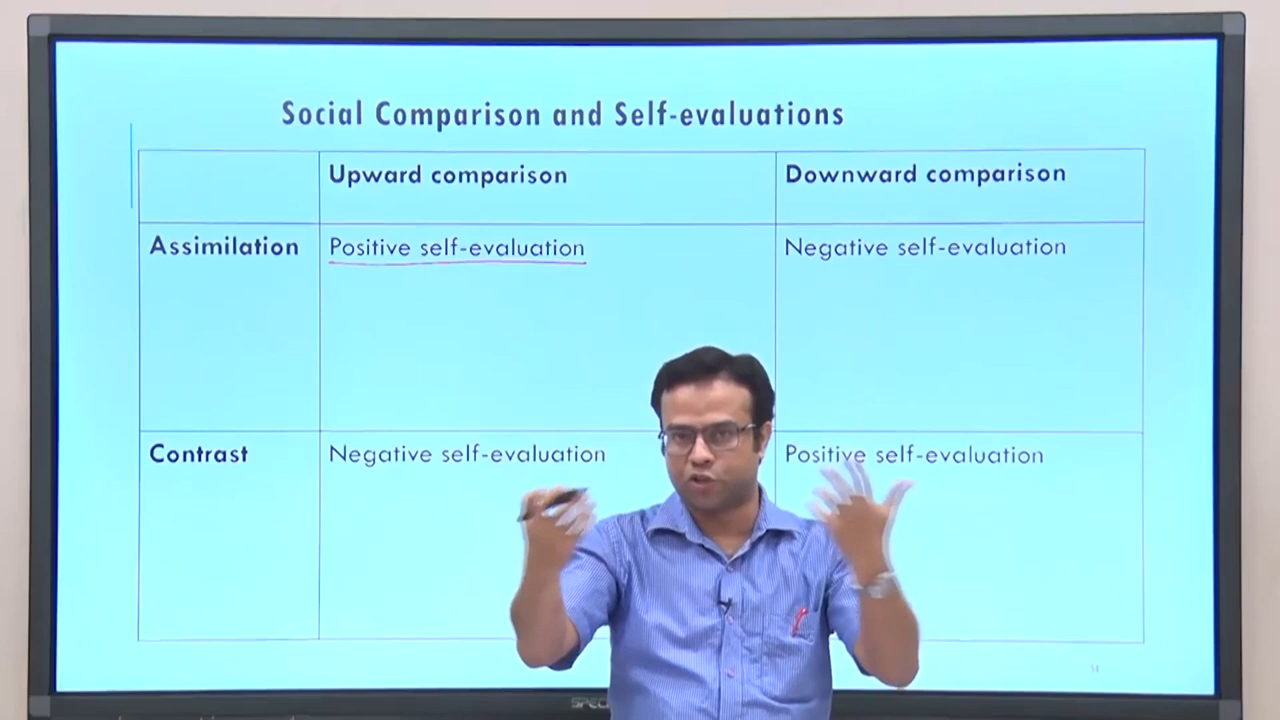 Social Comparison and Self-evaluations
Upward comparison
Downward comparison
Assimilation
Positive self-evaluation
Negative self-evaluation
Contrast
Negative self-evaluation
Positive self-evaluation